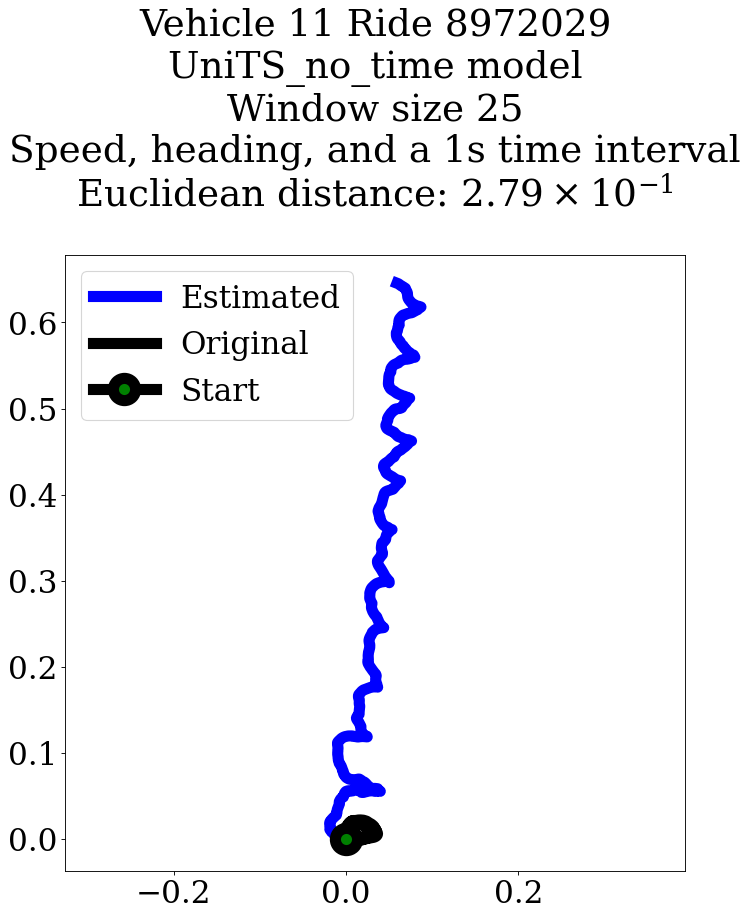 Vehicle 11 Ride 8972029
UniTS_no_time model
Window size 25
Speed, heading, and a 1s time interval
Euclidean distance: 2.79 × 10⁻¹
Estimated
Original
Start
0.6
0.5
0.4
0.3
0.2
0.1
0.0
−0.2
0.0
0.2